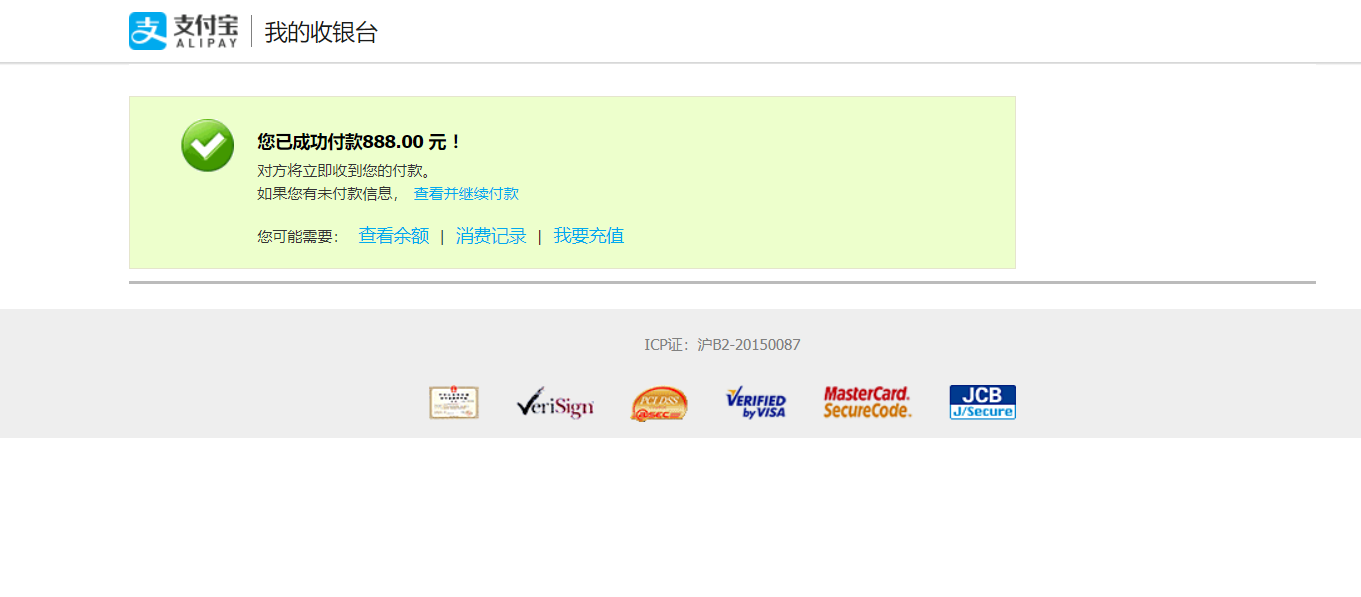 支付宝
ALIPAY
我的收银台
您已成功付款888.00 元！
对方将立即收到您的付款。
如果您有未付款信息， 查看并继续付款
您可能需要： 查看余额 | 消费记录 | 我要充值
ICP证：沪B2-20150087
VeriSign
PCI DSS
@SEC
VERIFIED
by VISA
MasterCard.
SecureCode.
JCB
J/Secure